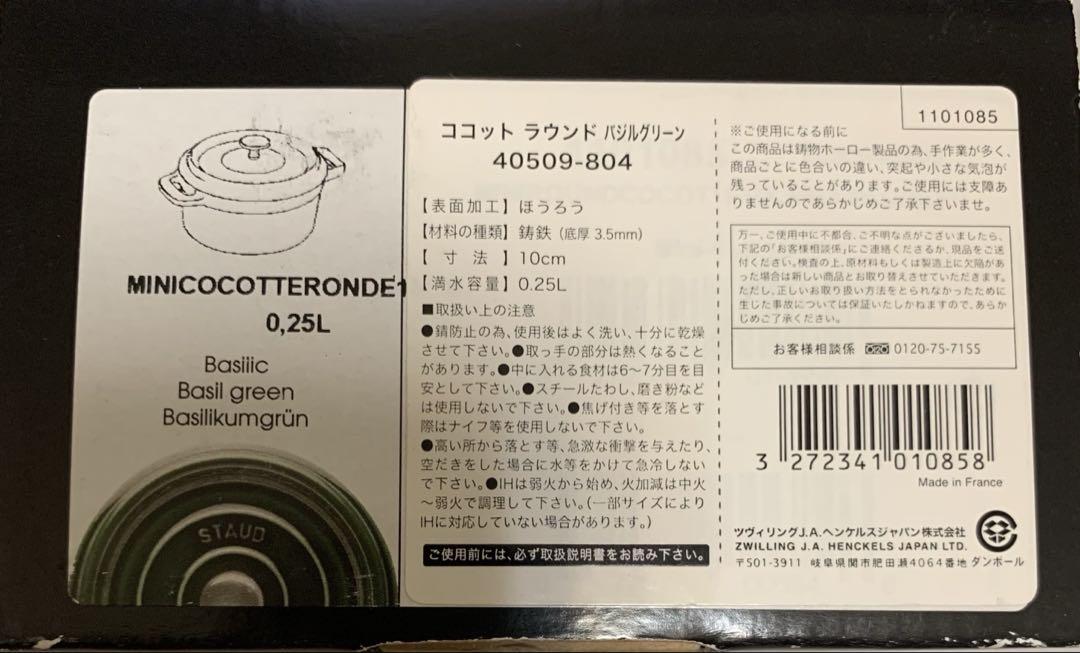 MINICOCOTTERONDE1
0,25L
Basilic
Basil green
Basilikumgrün
STAUB
ココット ラウンド バジルグリーン
40509-804
【表面加工】ほうろう
【材料の種類】鋳鉄 (底厚 3.5mm)
【 寸 法 】10cm
【満水容量】0.25L
■取扱い上の注意
●錆防止の為、使用後はよく洗い、十分に乾燥
させて下さい。●取っ手の部分は熱くなること
があります。●中に入れる食材は6〜7分目を目
安として下さい。●スチールたわし、磨き粉など
は使用しないで下さい。●焦げ付き等を落とす
際はナイフ等を使用しないで下さい。
●高い所から落とす等、急激な衝撃を与えたり、
空だきをした場合に水等をかけて急冷しない
で下さい。●IHは弱火から始め、火加減は中火
〜弱火で調理して下さい。(一部サイズにより
IHに対応していない場合があります。)
ご使用前には、必ず取扱説明書をお読み下さい。
1101085
※ご使用になる前に
この商品は鋳物ホーロー製品の為、手作業が多く、
商品ごとに色合いの違い、突起や小さな気泡が
残っていることがあります。ご使用には支障あ
りませんのであらかじめご了承下さいませ。
万一、ご使用中に不都合、ご不明な点がございましたら、
下記の「お客様相談係」にご連絡くださるか、現品をご送
付ください。検査の上、原材料もしくは製造上に欠陥があ
った場合は新しい商品とお取り替えさせていただきます。
ただし、正しいお取り扱い方法をとられなかったために
生じた事故については保証いたしかねますので、あらか
じめご了承ください。
お客様相談係 0120-75-7155
3 272341 010858
Made in France
ツヴィリングJ.A.ヘンケルスジャパン株式会社
ZWILLING J.A. HENCKELS JAPAN LTD.
〒501-3911 岐阜県関市肥田瀬4064番地 ダンボール